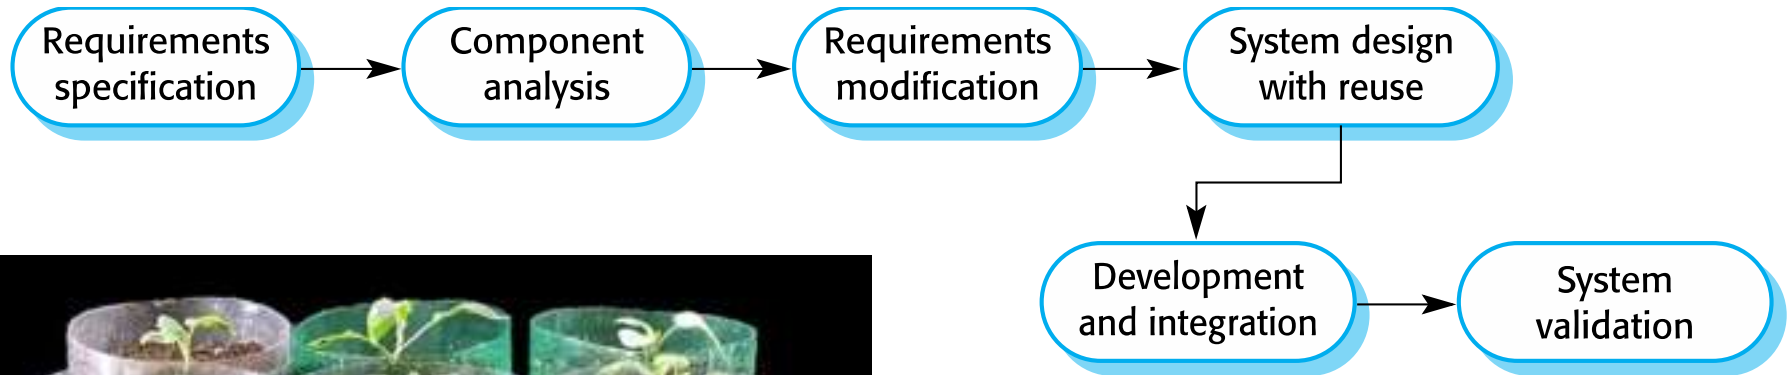 Requirements
specification
Component
analysis
Requirements
modification
System design
with reuse
Development
and integration
System
validation